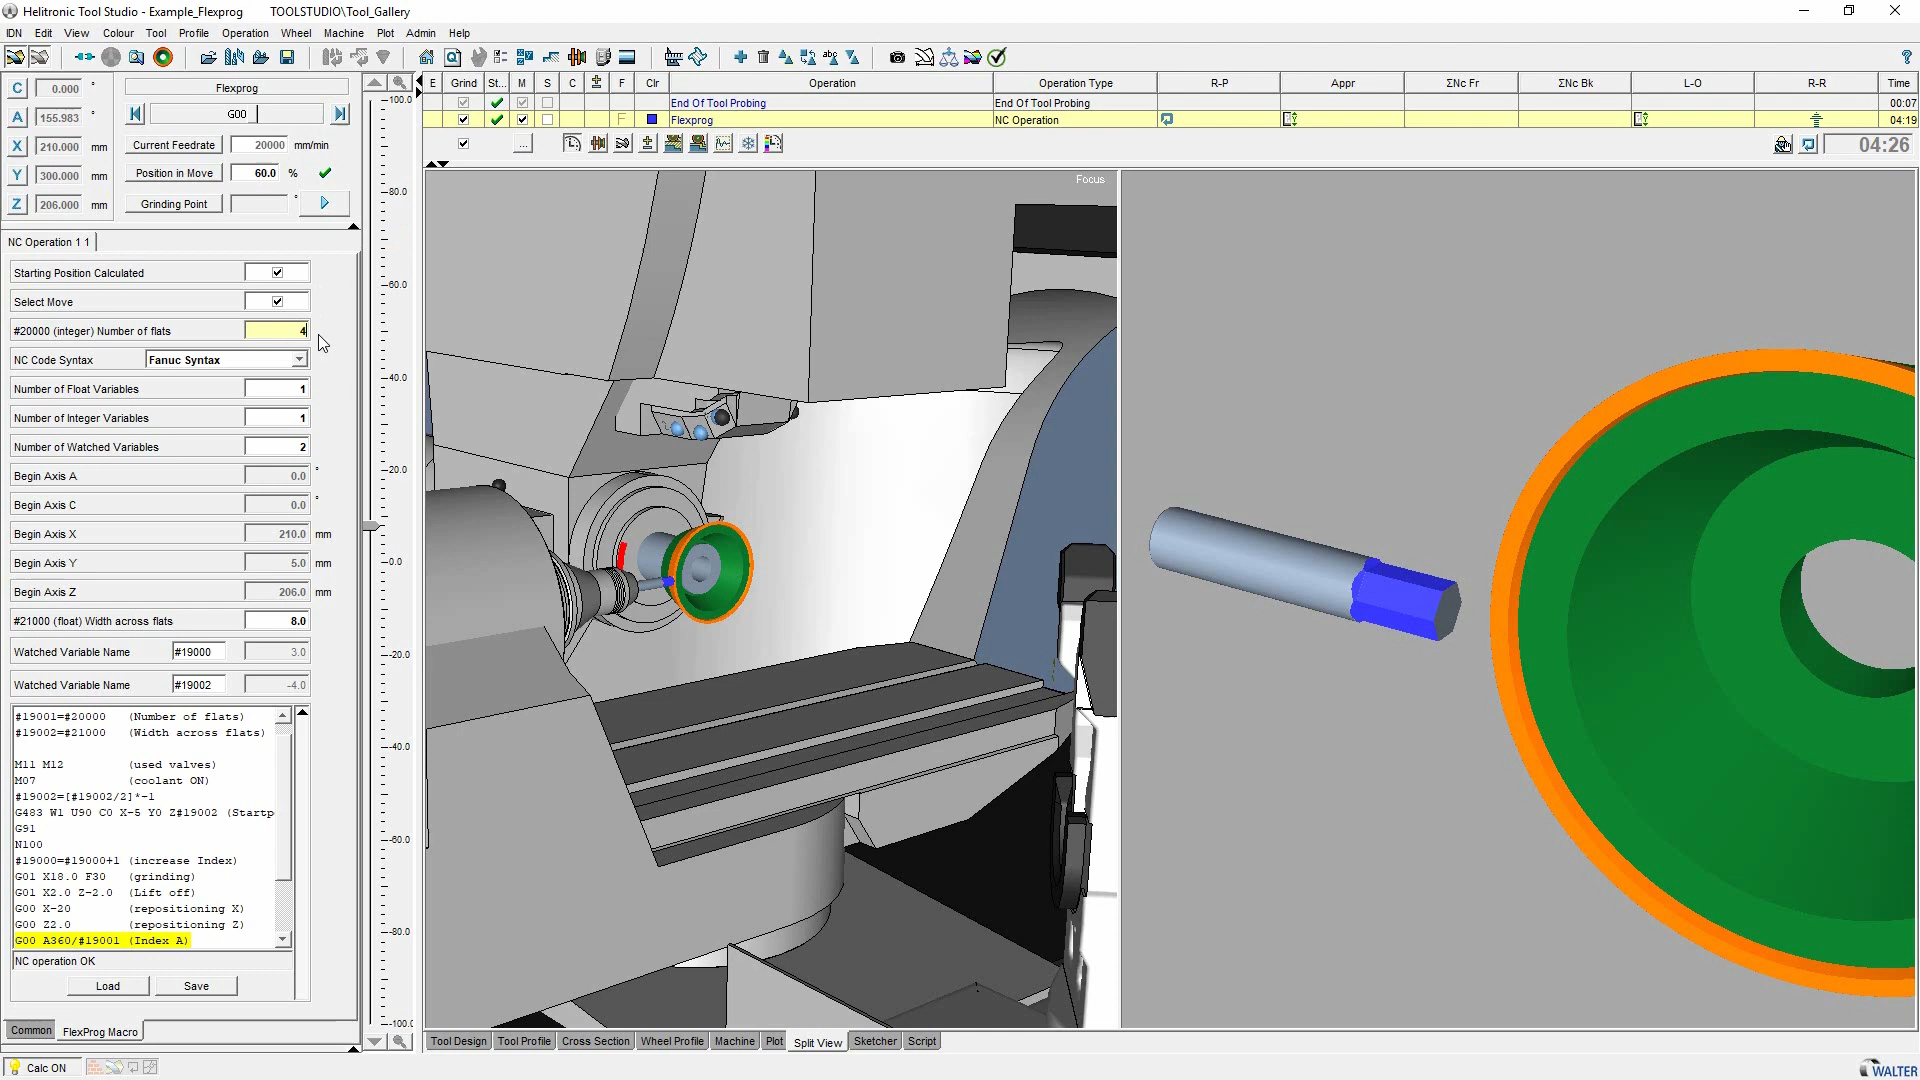 Helitronic Tool Studio - Example_Flexprog TOOLSTUDIO\Tool_Gallery
IDN Edit View Colour Tool Profile Operation Wheel Machine Plot Admin Help
C 0.000 °
A 155.983 °
X 210.000 mm
Y 300.000 mm
Z 206.000 mm
Flexprog
G00
Current Feedrate 20000 mm/min
Position in Move 60.0 %
Grinding Point °
E Grind St... M S C F Clr Operation Operation Type R-P Appr ΣNc Fr ΣNc Bk L-O R-R Time
End Of Tool Probing End Of Tool Probing 00:07
F Flexprog NC Operation 04:19
... abc 04:26
NC Operation 1 1
Starting Position Calculated
Select Move
#20000 (integer) Number of flats 4
NC Code Syntax Fanuc Syntax
Number of Float Variables 1
Number of Integer Variables 1
Number of Watched Variables 2
Begin Axis A 0.0 °
Begin Axis C 0.0 °
Begin Axis X 210.0 mm
Begin Axis Y 5.0 mm
Begin Axis Z 206.0 mm
#21000 (float) Width across flats 8.0
Watched Variable Name #19000 3.0
Watched Variable Name #19002 -4.0
#19001=#20000 (Number of flats)
#19002=#21000 (Width across flats)
M11 M12 (used valves)
M07 (coolant ON)
#19002=[#19002/2]*-1
G483 W1 U90 C0 X-5 Y0 Z#19002 (Startp
G91
N100
#19000=#19000+1 (increase Index)
G01 X18.0 F30 (grinding)
G01 X2.0 Z-2.0 (Lift off)
G00 X-20 (repositioning X)
G00 Z2.0 (repositioning Z)
G00 A360/#19001 (Index A)
NC operation OK
Load Save
Common FlexProg Macro
Calc ON
-100.0
-80.0
-60.0
-40.0
-20.0
-0.0
-20.0
-40.0
-60.0
-80.0
-100.0
Focus
Tool Design Tool Profile Cross Section Wheel Profile Machine Plot Split View Sketcher Script
WALTER